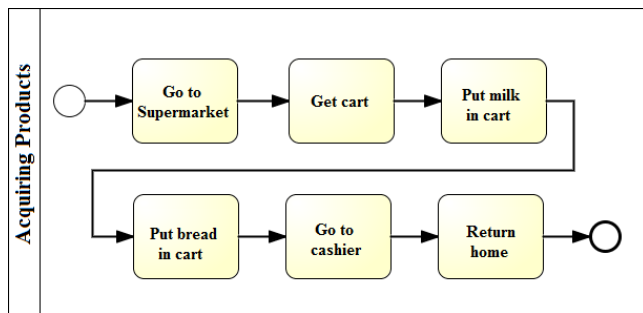 Acquiring Products
Go to
Supermarket
Get cart
Put milk
in cart
Put bread
in cart
Go to
cashier
Return
home